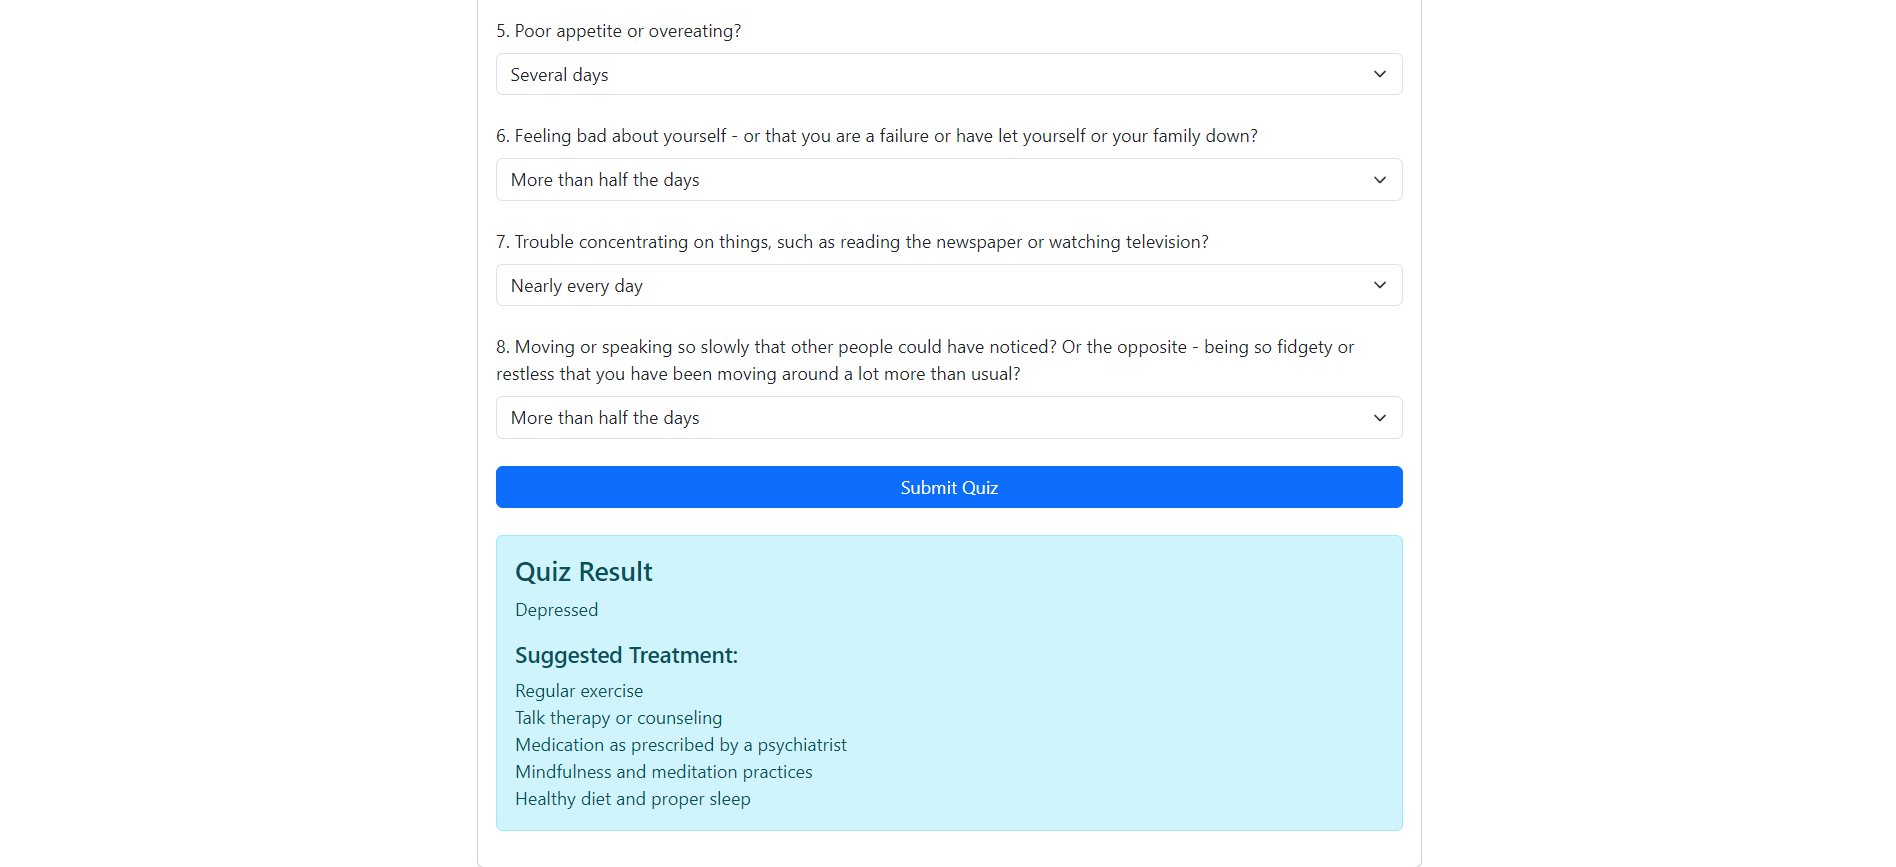 5. Poor appetite or overeating?
Several days
6. Feeling bad about yourself - or that you are a failure or have let yourself or your family down?
More than half the days
7. Trouble concentrating on things, such as reading the newspaper or watching television?
Nearly every day
8. Moving or speaking so slowly that other people could have noticed? Or the opposite - being so fidgety or
restless that you have been moving around a lot more than usual?
More than half the days
Submit Quiz
Quiz Result
Depressed
Suggested Treatment:
Regular exercise
Talk therapy or counseling
Medication as prescribed by a psychiatrist
Mindfulness and meditation practices
Healthy diet and proper sleep